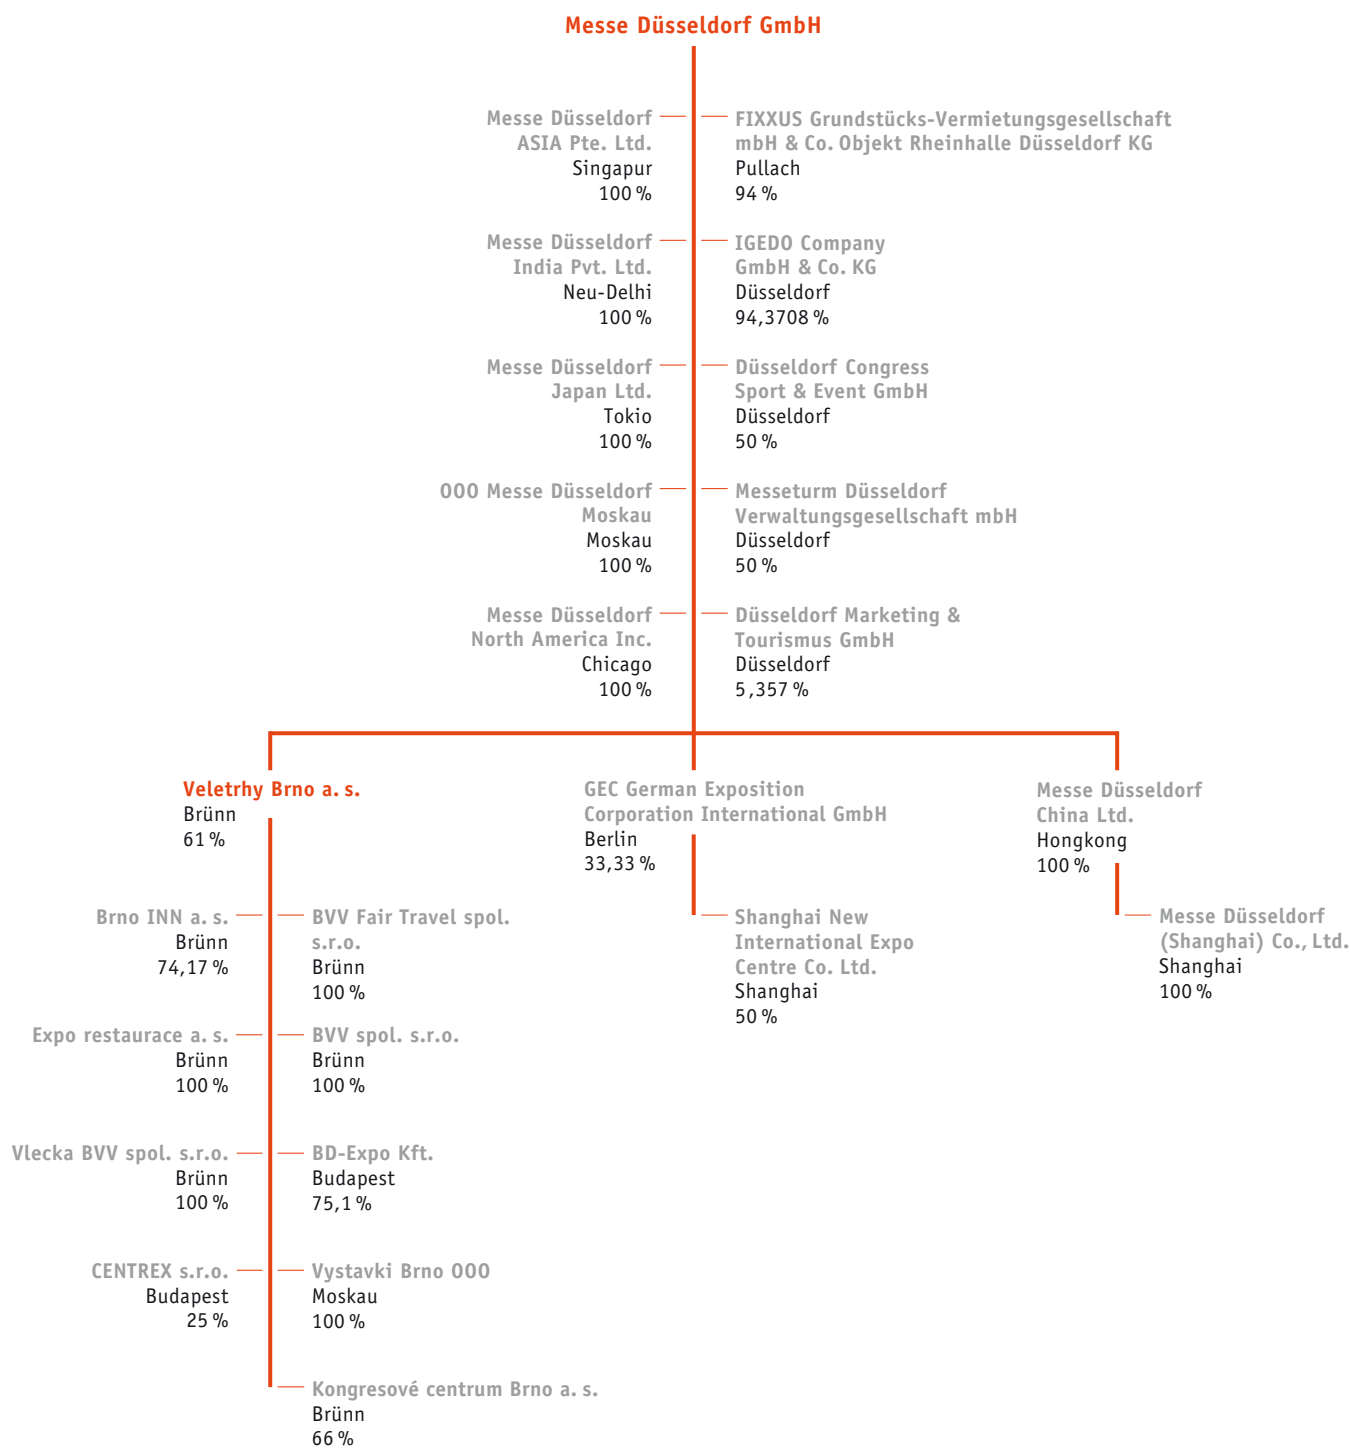 Messe Düsseldorf GmbH
Messe Düsseldorf
ASIA Pte. Ltd.
Singapur
100 %
FIXXUS Grundstücks-Vermietungsgesellschaft
mbH & Co. Objekt Rheinhalle Düsseldorf KG
Pullach
94 %
Messe Düsseldorf
India Pvt. Ltd.
Neu-Delhi
100 %
IGEDO Company
GmbH & Co. KG
Düsseldorf
94,3708 %
Messe Düsseldorf
Japan Ltd.
Tokio
100 %
Düsseldorf Congress
Sport & Event GmbH
Düsseldorf
50 %
OOO Messe Düsseldorf
Moskau
Moskau
100 %
Messeturm Düsseldorf
Verwaltungsgesellschaft mbH
Düsseldorf
50 %
Messe Düsseldorf
North America Inc.
Chicago
100 %
Düsseldorf Marketing &
Tourismus GmbH
Düsseldorf
5,357 %
Veletrhy Brno a. s.
Brünn
61 %
GEC German Exposition
Corporation International GmbH
Berlin
33,33 %
Messe Düsseldorf
China Ltd.
Hongkong
100 %
Brno INN a. s.
Brünn
74,17 %
BVV Fair Travel spol.
s.r.o.
Brünn
100 %
Shanghai New
International Expo
Centre Co. Ltd.
Shanghai
50 %
Messe Düsseldorf
(Shanghai) Co., Ltd.
Shanghai
100 %
Expo restaurace a. s.
Brünn
100 %
BVV spol. s.r.o.
Brünn
100 %
Vlecka BVV spol. s.r.o.
Brünn
100 %
BD-Expo Kft.
Budapest
75,1 %
CENTREX s.r.o.
Budapest
25 %
Vystavki Brno OOO
Moskau
100 %
Kongresové centrum Brno a. s.
Brünn
66 %